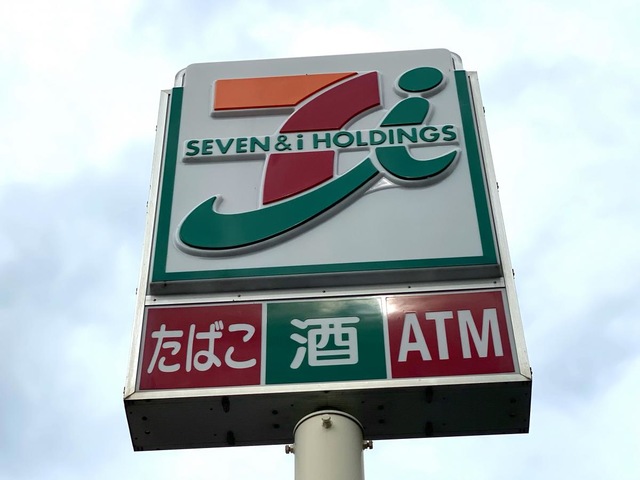 SEVEN & i HOLDINGS
たばこ 酒 ATM